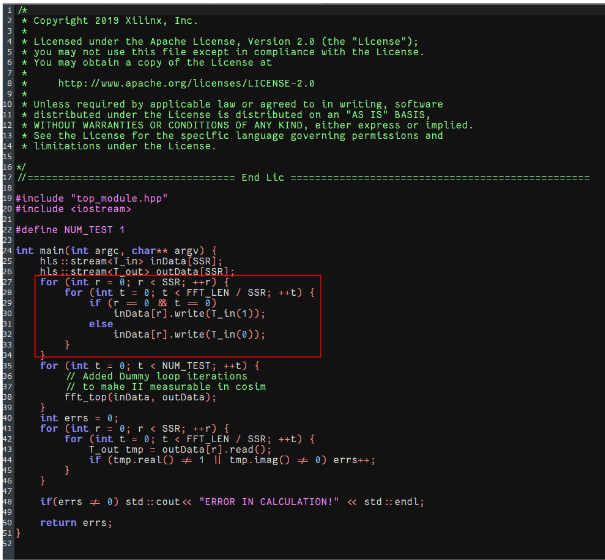 1 /*
2  * Copyright 2019 Xilinx, Inc.
3  *
4  * Licensed under the Apache License, Version 2.0 (the "License");
5  * you may not use this file except in compliance with the License.
6  * You may obtain a copy of the License at
7  *
8  *     http://www.apache.org/licenses/LICENSE-2.0
9  *
10  * Unless required by applicable law or agreed to in writing, software
11  * distributed under the License is distributed on an "AS IS" BASIS,
12  * WITHOUT WARRANTIES OR CONDITIONS OF ANY KIND, either express or implied.
13  * See the License for the specific language governing permissions and
14  * limitations under the License.
15
16 */
17 //================================== End Lic =================================================
18
19 #include "top_module.hpp"
20 #include <iostream>
21
22 #define NUM_TEST 1
23
24 int main(int argc, char** argv) {
25     hls::stream<T_in> inData[SSR];
26     hls::stream<T_out> outData[SSR];
27     for (int r = 0; r < SSR; ++r) {
28         for (int t = 0; t < FFT_LEN / SSR; ++t) {
29             if (r == 0 && t == 0)
30                 inData[r].write(T_in(1));
31             else
32                 inData[r].write(T_in(0));
33         }
34     }
35     for (int t = 0; t < NUM_TEST; ++t) {
36         // Added Dummy loop iterations
37         // to make II measurable in cosim
38         fft_top(inData, outData);
39     }
40     int errs = 0;
41     for (int r = 0; r < SSR; ++r) {
42         for (int t = 0; t < FFT_LEN / SSR; ++t) {
43             T_out tmp = outData[r].read();
44             if (tmp.real() != 1 || tmp.imag() != 0) errs++;
45         }
46     }
47
48     if(errs != 0) std::cout<< "ERROR IN CALCULATION!" << std::endl;
49
50     return errs;
51 }
52